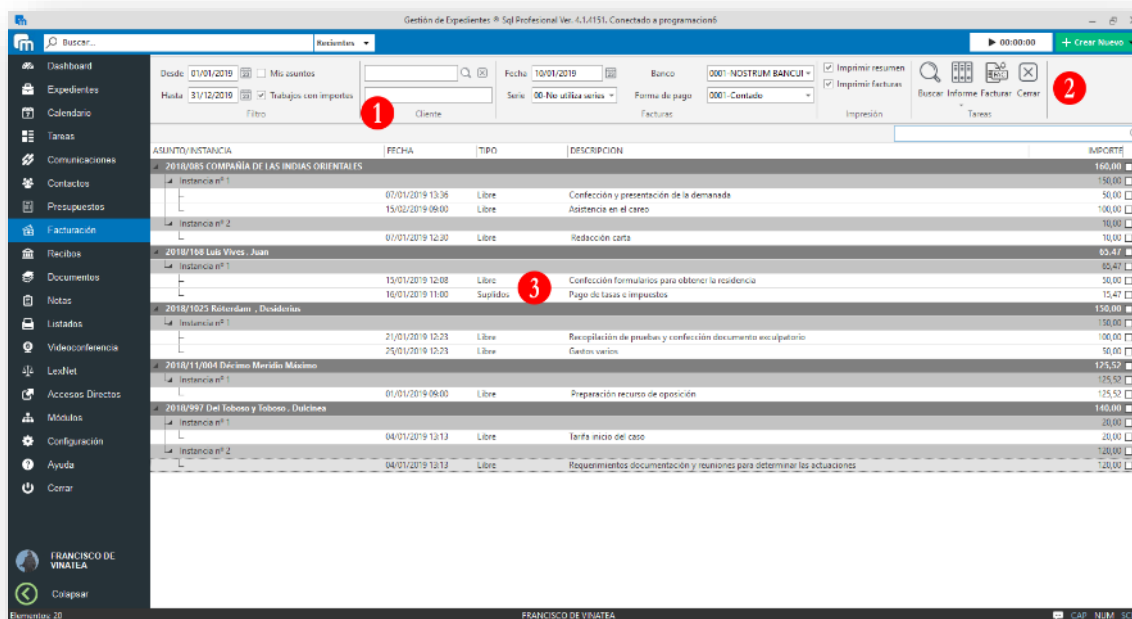 Gestión de Expedientes ® Sql Profesional Ver. 4.1.4151. Conectado a programacion6
Buscar... Recientes 00:00:00 + Crear Nuevo
Dashboard
Expedientes
Calendario
Tareas
Comunicaciones
Contactos
Presupuestos
Facturación
Recibos
Documentos
Notas
Listados
Videoconferencia
LexNet
Accesos Directos
Módulos
Configuración
Ayuda
Cerrar
FRANCISCO DE
VINATEA
Colapsar
Desde 01/01/2019 Mis asuntos
Hasta 31/12/2019 Trabajos con importes
Filtro
1
Cliente
Fecha 10/01/2019 Banco 0001-NOSTRUM BANCUI
Serie 00-No utiliza series Forma de pago 0001-Contado
Facturas
Imprimir resumen
Imprimir facturas
Impresión
Buscar Informe Facturar Cerrar
Tareas
2
ASUNTO/INSTANCIA FECHA TIPO DESCRIPCION IMPORTE
2018/085 COMPAÑÍA DE LAS INDIAS ORIENTALES 160,00
Instancia nº 1 150,00
07/01/2019 13:36 Libre Confección y presentación de la demanada 50,00
15/02/2019 09:00 Libre Asistencia en el careo 100,00
Instancia nº 2 10,00
07/01/2019 12:30 Libre Redacción carta 10,00
2018/168 Luis Vives, Juan 65,47
Instancia nº 1 65,47
15/01/2019 12:08 Libre Confección formularios para obtener la residencia 50,00
16/01/2019 11:00 Suplidos 3 Pago de tasas e impuestos 15,47
2018/1025 Róterdam , Desiderius 150,00
Instancia nº 1 150,00
21/01/2019 12:23 Libre Recopilación de pruebas y confección documento exculpatorio 100,00
25/01/2019 12:23 Libre Gastos varios 50,00
2018/11/004 Décimo Meridio Máximo 125,52
Instancia nº 1 125,52
01/01/2019 09:00 Libre Preparación recurso de oposición 125,52
2018/997 Del Toboso y Toboso, Dulcinea 140,00
Instancia nº 1 20,00
04/01/2019 13:13 Libre Tarifa inicio del caso 20,00
Instancia nº 2 120,00
04/01/2019 13:13 Libre Requerimientos documentación y reuniones para determinar las actuaciones 120,00
Elementos: 20 FRANCISCO DE VINATEA CAP NUM